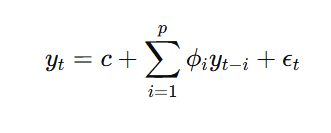 $y_t = c + \sum_{i=1}^{p} \phi_i y_{t-i} + \epsilon_t$